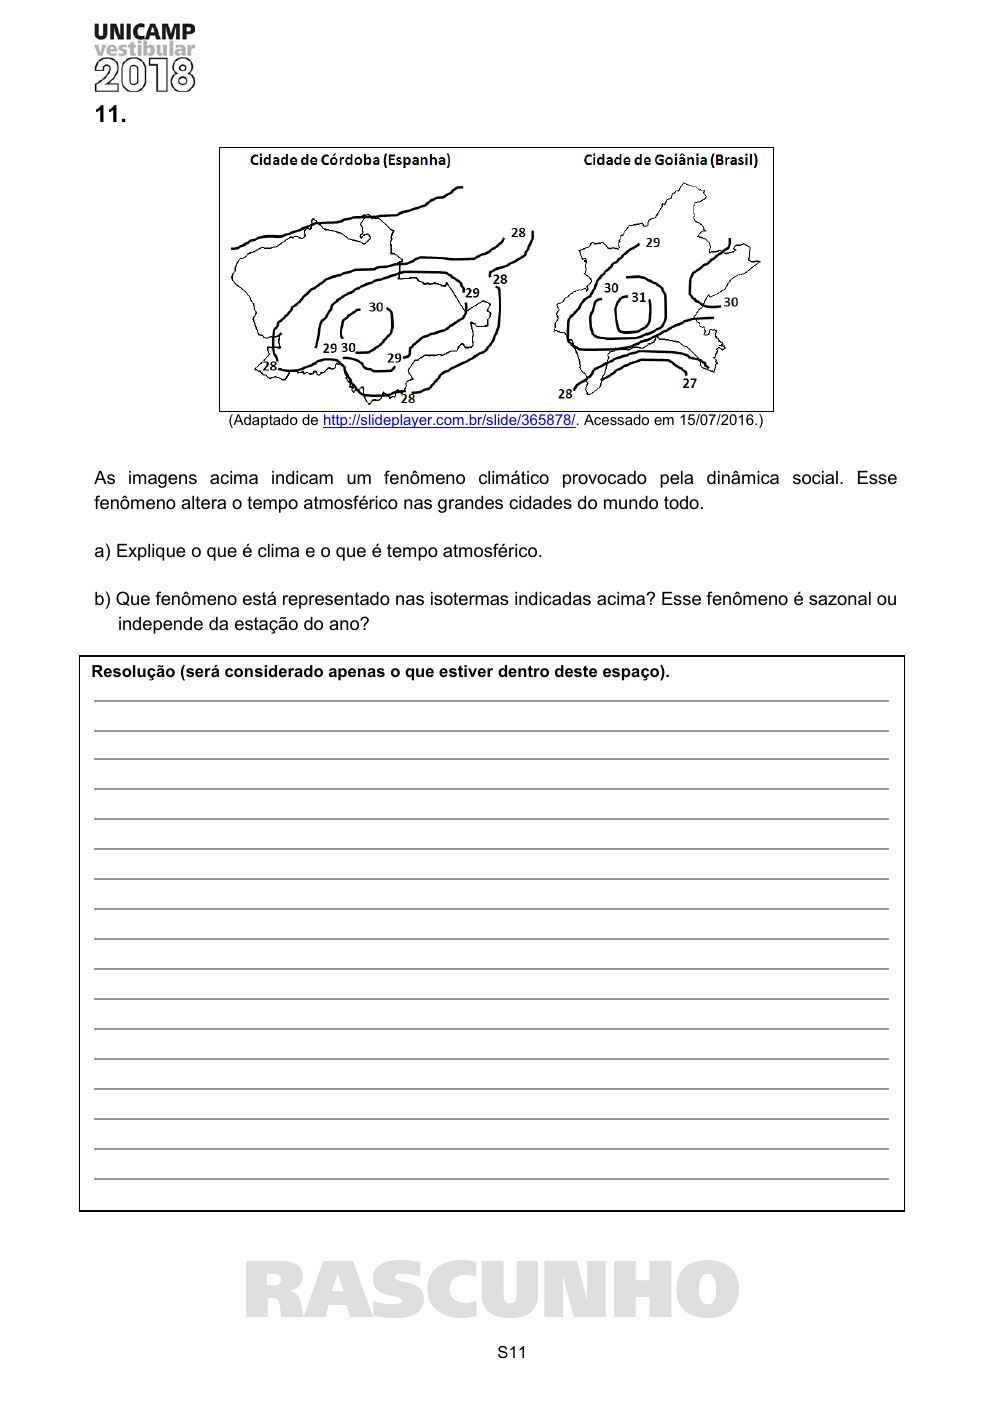 UNICAMP
vestibular
2018
11.
Cidade de Córdoba (Espanha)
Cidade de Goiânia (Brasil)
28
28
29
30
29 30
29
28
28
29
30
31
30
28
27
(Adaptado de http://slideplayer.com.br/slide/365878/. Acessado em 15/07/2016.)
As imagens acima indicam um fenômeno climático provocado pela dinâmica social. Esse
fenômeno altera o tempo atmosférico nas grandes cidades do mundo todo.
a) Explique o que é clima e o que é tempo atmosférico.
b) Que fenômeno está representado nas isotermas indicadas acima? Esse fenômeno é sazonal ou
independe da estação do ano?
Resolução (será considerado apenas o que estiver dentro deste espaço).
RASCUNHO
S11